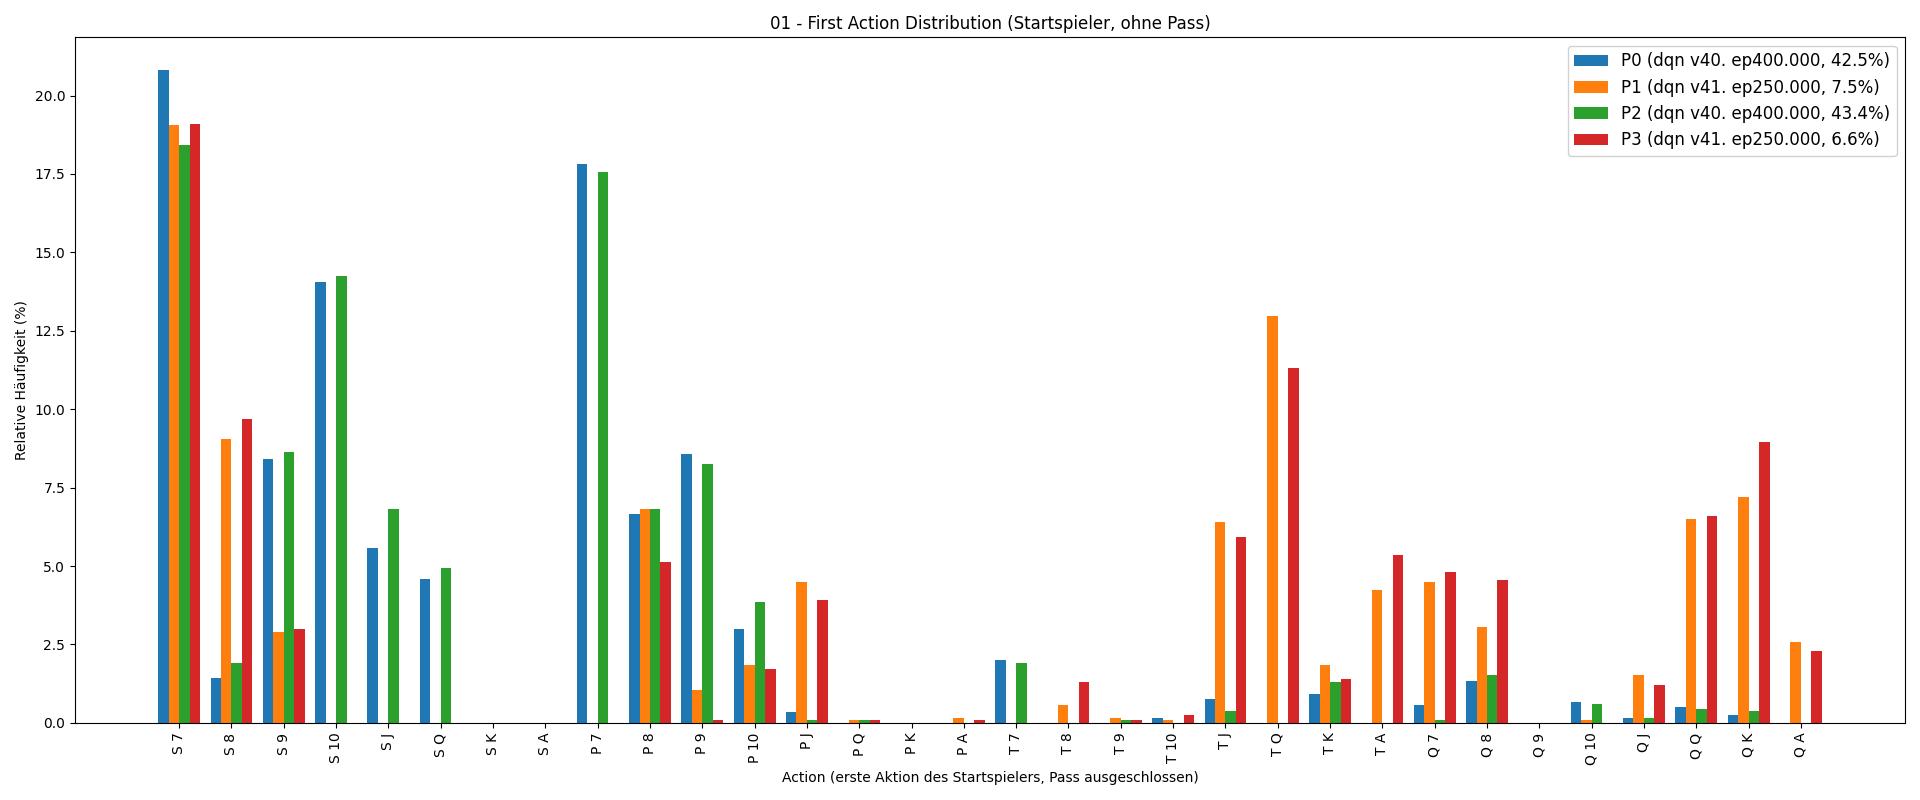 01 - First Action Distribution (Startspieler, ohne Pass)
P0 (dqn v40. ep400.000, 42.5%)
P1 (dqn v41. ep250.000, 7.5%)
P2 (dqn v40. ep400.000, 43.4%)
P3 (dqn v41. ep250.000, 6.6%)
Relative Häufigkeit (%)
20.0
17.5
15.0
12.5
10.0
7.5
5.0
2.5
0.0
S 7
S 8
S 9
S 10
S J
S Q
S K
S A
P 7
P 8
P 9
P 10
P J
P Q
P K
P A
T 7
T 8
T 9
T 10
T J
T Q
T K
T A
Q 7
Q 8
Q 9
Q 10
Q J
Q Q
Q K
Q A
Action (erste Aktion des Startspielers, Pass ausgeschlossen)